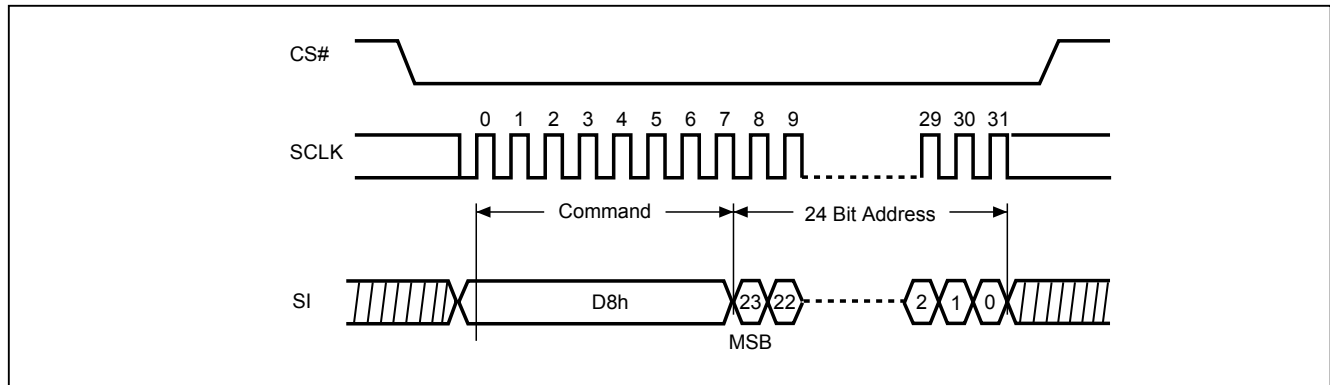 CS#
0 1 2 3 4 5 6 7 8 9 29 30 31
SCLK
Command 24 Bit Address
SI D8h 23 22 2 1 0
MSB